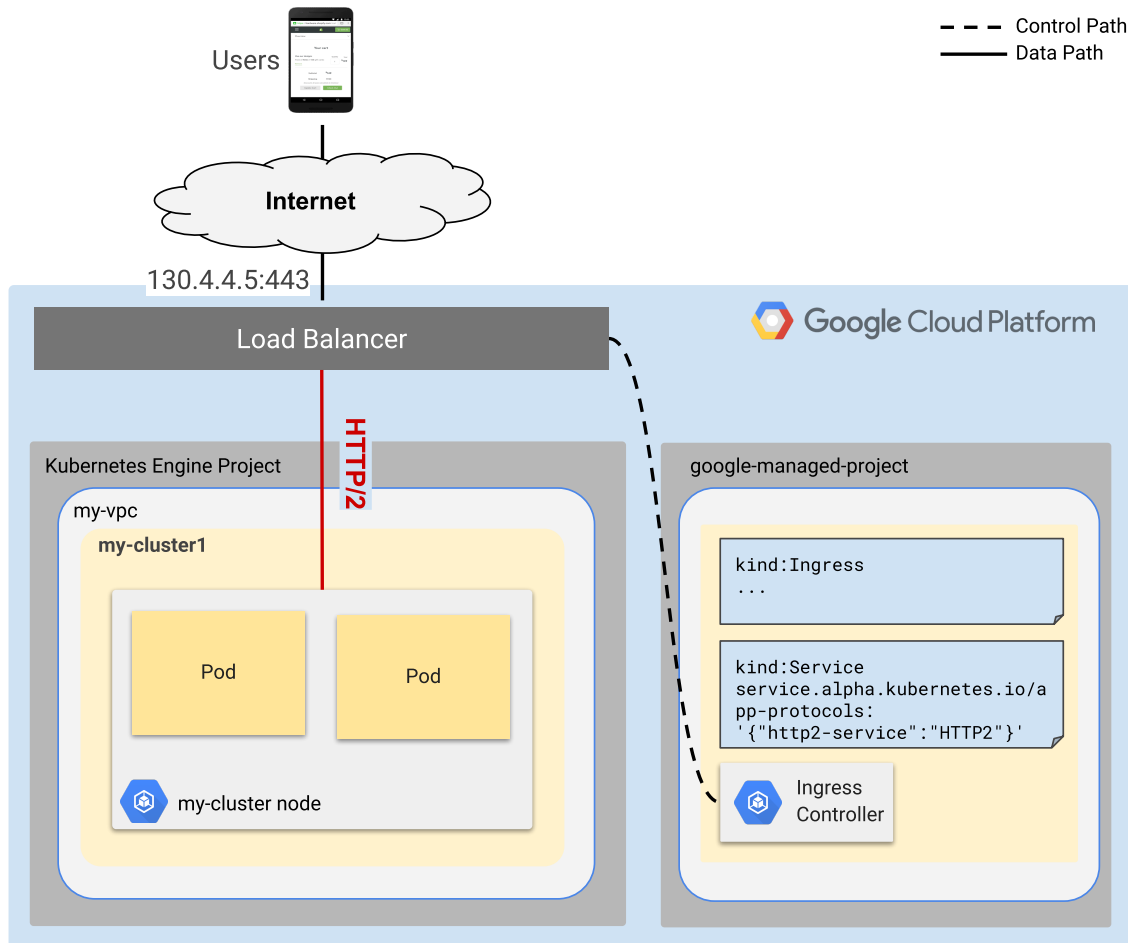 Control Path
Data Path
Users
Internet
130.4.4.5:443
Load Balancer
Google Cloud Platform
HTTP/2
Kubernetes Engine Project
my-vpc
my-cluster1
Pod
Pod
my-cluster node
google-managed-project
kind:Ingress
...
kind:Service
service.alpha.kubernetes.io/a
pp-protocols:
'{"http2-service":"HTTP2"}'
Ingress
Controller